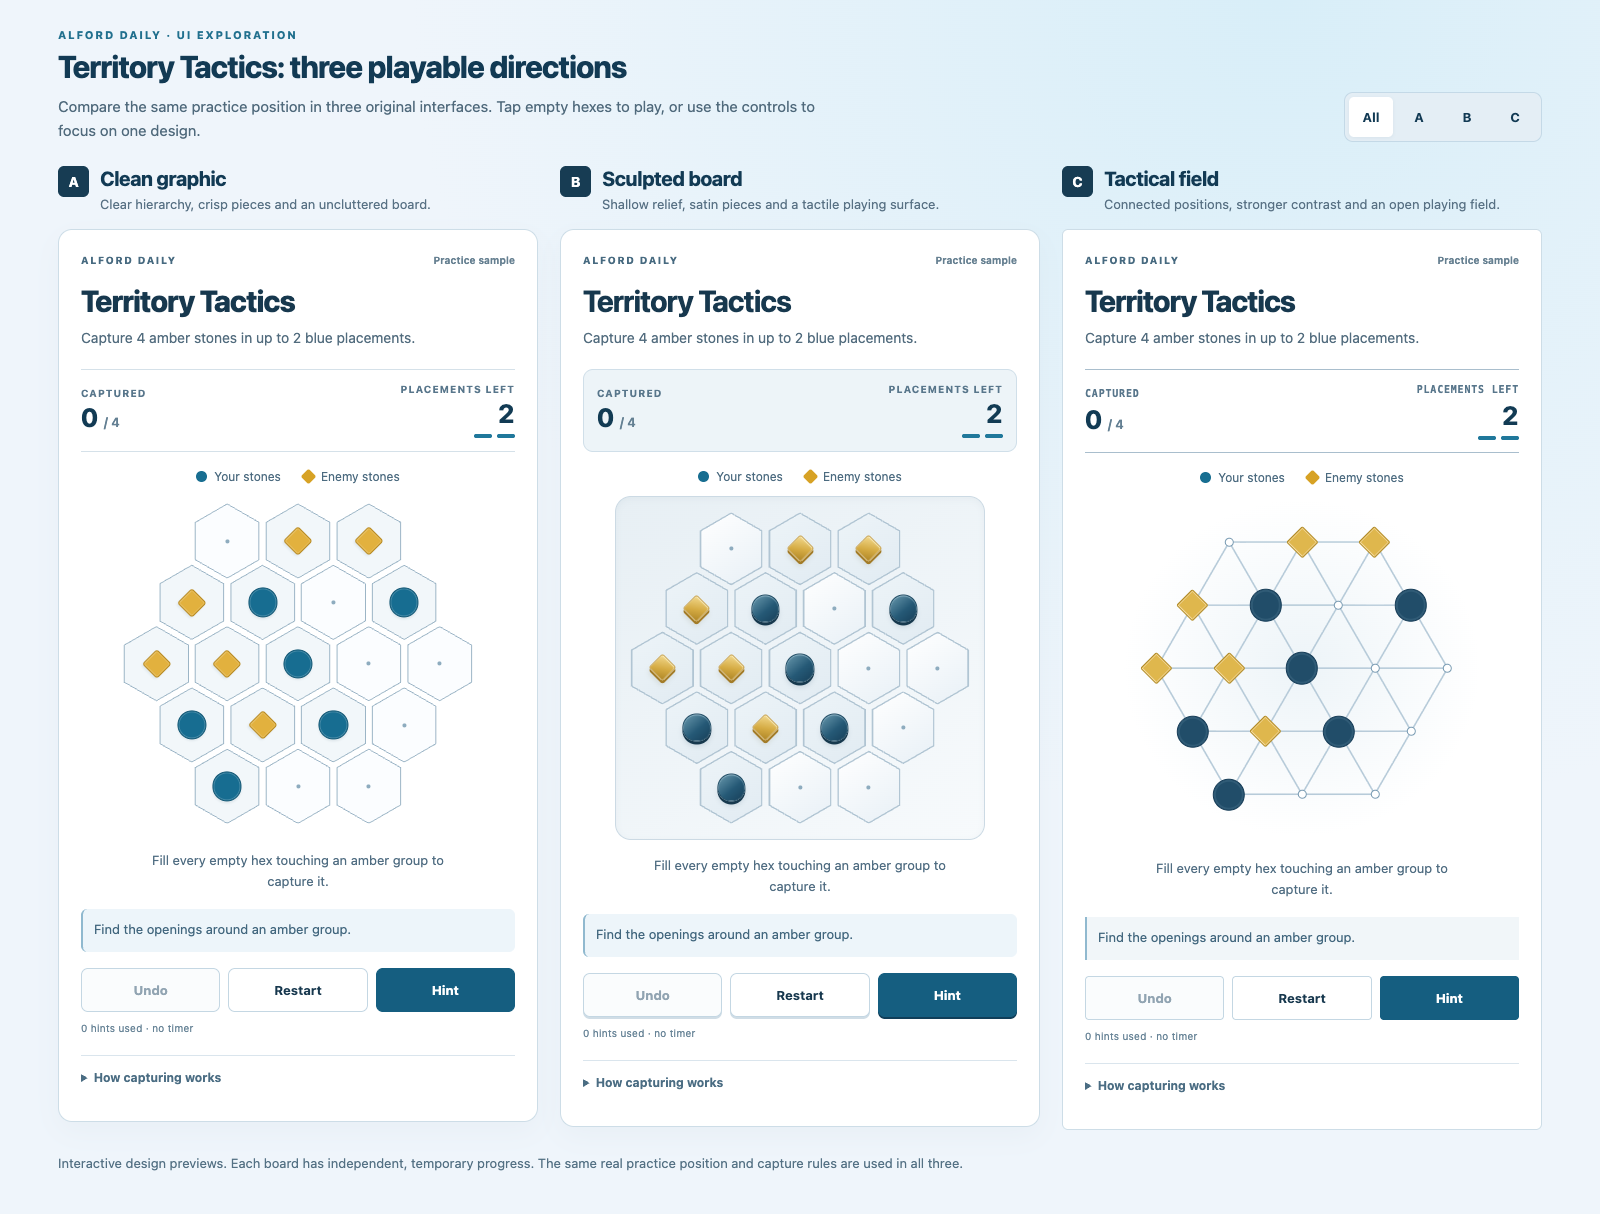 ALFORD DAILY · UI EXPLORATION
Territory Tactics: three playable directions
Compare the same practice position in three original interfaces. Tap empty hexes to play, or use the controls to
focus on one design.
All A B C
A Clean graphic
Clear hierarchy, crisp pieces and an uncluttered board.
ALFORD DAILY Practice sample
Territory Tactics
Capture 4 amber stones in up to 2 blue placements.
CAPTURED PLACEMENTS LEFT
0 / 4 2
Your stones Enemy stones
Fill every empty hex touching an amber group to
capture it.
Find the openings around an amber group.
Undo Restart Hint
0 hints used · no timer
How capturing works
B Sculpted board
Shallow relief, satin pieces and a tactile playing surface.
ALFORD DAILY Practice sample
Territory Tactics
Capture 4 amber stones in up to 2 blue placements.
CAPTURED PLACEMENTS LEFT
0 / 4 2
Your stones Enemy stones
Fill every empty hex touching an amber group to
capture it.
Find the openings around an amber group.
Undo Restart Hint
0 hints used · no timer
How capturing works
C Tactical field
Connected positions, stronger contrast and an open playing field.
ALFORD DAILY Practice sample
Territory Tactics
Capture 4 amber stones in up to 2 blue placements.
CAPTURED PLACEMENTS LEFT
0 / 4 2
Your stones Enemy stones
Fill every empty hex touching an amber group to
capture it.
Find the openings around an amber group.
Undo Restart Hint
0 hints used · no timer
How capturing works
Interactive design previews. Each board has independent, temporary progress. The same real practice position and capture rules are used in all three.